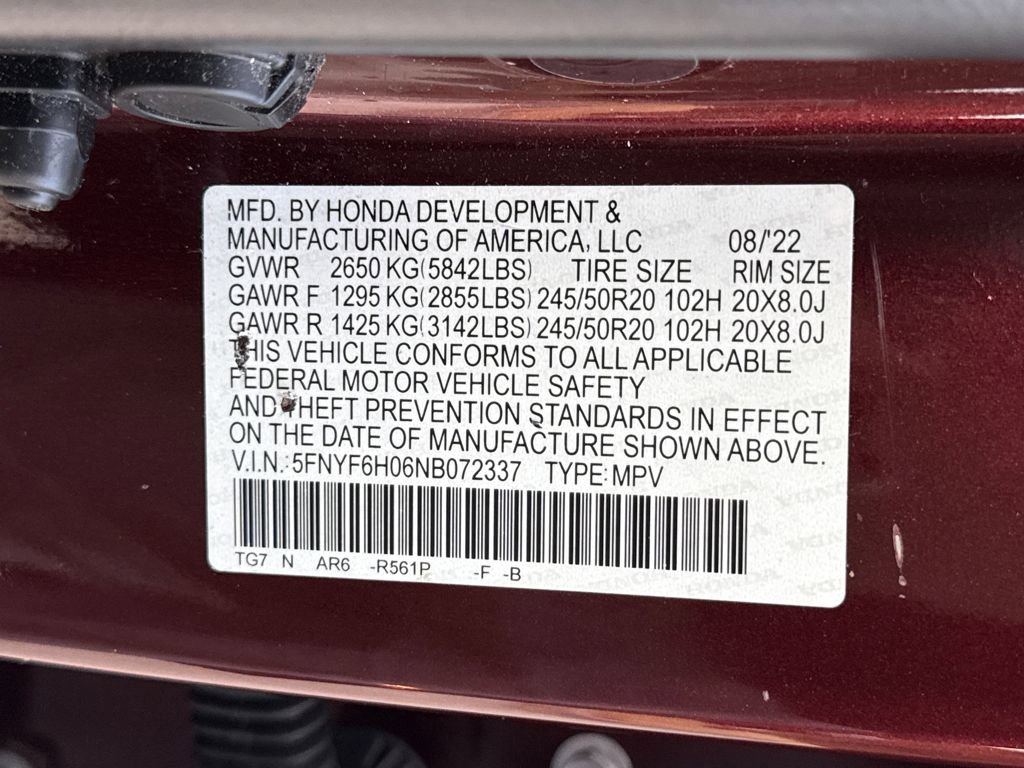 MFD. BY HONDA DEVELOPMENT &
MANUFACTURING OF AMERICA, LLC 08/'22
GVWR 2650 KG(5842LBS) TIRE SIZE RIM SIZE
GAWR F 1295 KG(2855LBS) 245/50R20 102H 20X8.0J
GAWR R 1425 KG(3142LBS) 245/50R20 102H 20X8.0J
THIS VEHICLE CONFORMS TO ALL APPLICABLE
FEDERAL MOTOR VEHICLE SAFETY
AND THEFT PREVENTION STANDARDS IN EFFECT
ON THE DATE OF MANUFACTURE SHOWN ABOVE.
V.I.N.: 5FNYF6H06NB072337 TYPE: MPV
TG7 N AR6 -R561P -F -B